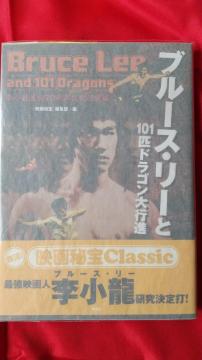 Bruce Lee
and 101 Dragons
ブルース・リーと
101匹ドラゴン大行進
映画秘宝Classic
ブルース・リー
最強映画人 李小龍 研究決定打!